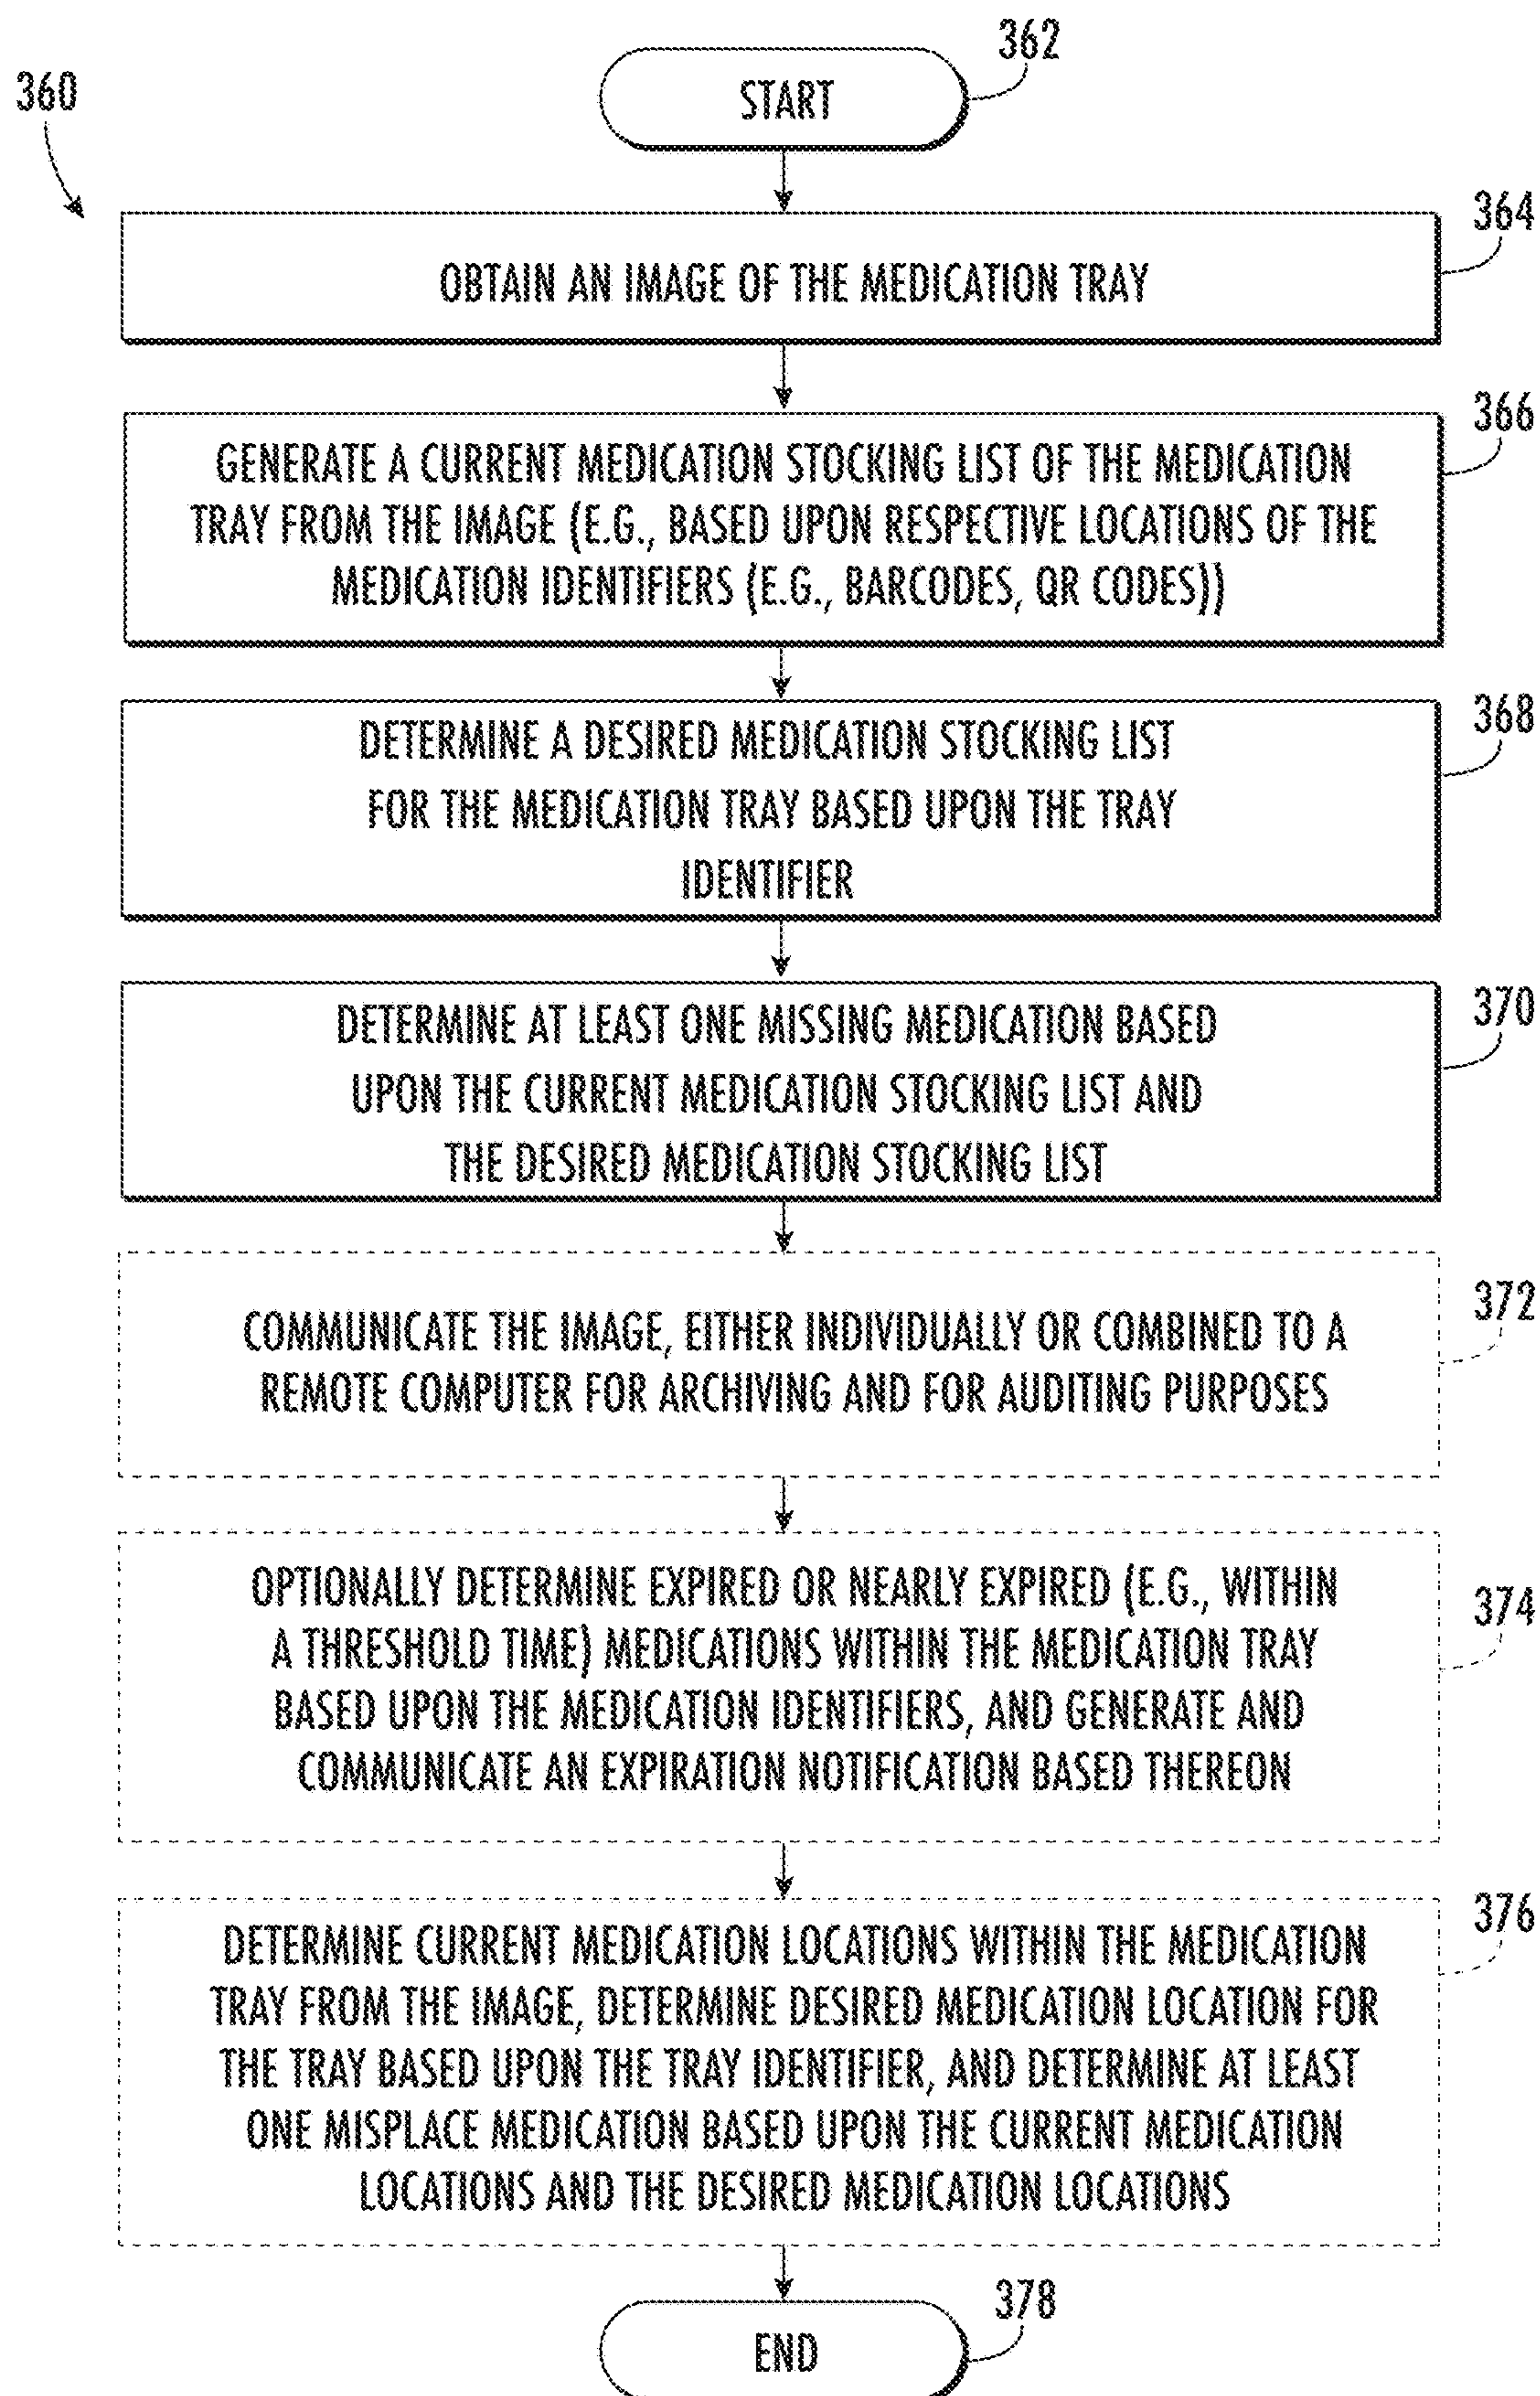 362
360
START
364
OBTAIN AN IMAGE OF THE MEDICATION TRAY
366
GENERATE A CURRENT MEDICATION STOCKING LIST OF THE MEDICATION
TRAY FROM THE IMAGE (E.G., BASED UPON RESPECTIVE LOCATIONS OF THE
MEDICATION IDENTIFIERS (E.G., BARCODES, QR CODES))
368
DETERMINE A DESIRED MEDICATION STOCKING LIST
FOR THE MEDICATION TRAY BASED UPON THE TRAY
IDENTIFIER
370
DETERMINE AT LEAST ONE MISSING MEDICATION BASED
UPON THE CURRENT MEDICATION STOCKING LIST AND
THE DESIRED MEDICATION STOCKING LIST
372
COMMUNICATE THE IMAGE, EITHER INDIVIDUALLY OR COMBINED TO A
REMOTE COMPUTER FOR ARCHIVING AND FOR AUDITING PURPOSES
374
OPTIONALLY DETERMINE EXPIRED OR NEARLY EXPIRED (E.G., WITHIN
A THRESHOLD TIME) MEDICATIONS WITHIN THE MEDICATION TRAY
BASED UPON THE MEDICATION IDENTIFIERS, AND GENERATE AND
COMMUNICATE AN EXPIRATION NOTIFICATION BASED THEREON
376
DETERMINE CURRENT MEDICATION LOCATIONS WITHIN THE MEDICATION
TRAY FROM THE IMAGE, DETERMINE DESIRED MEDICATION LOCATION FOR
THE TRAY BASED UPON THE TRAY IDENTIFIER, AND DETERMINE AT LEAST
ONE MISPLACE MEDICATION BASED UPON THE CURRENT MEDICATION
LOCATIONS AND THE DESIRED MEDICATION LOCATIONS
378
END